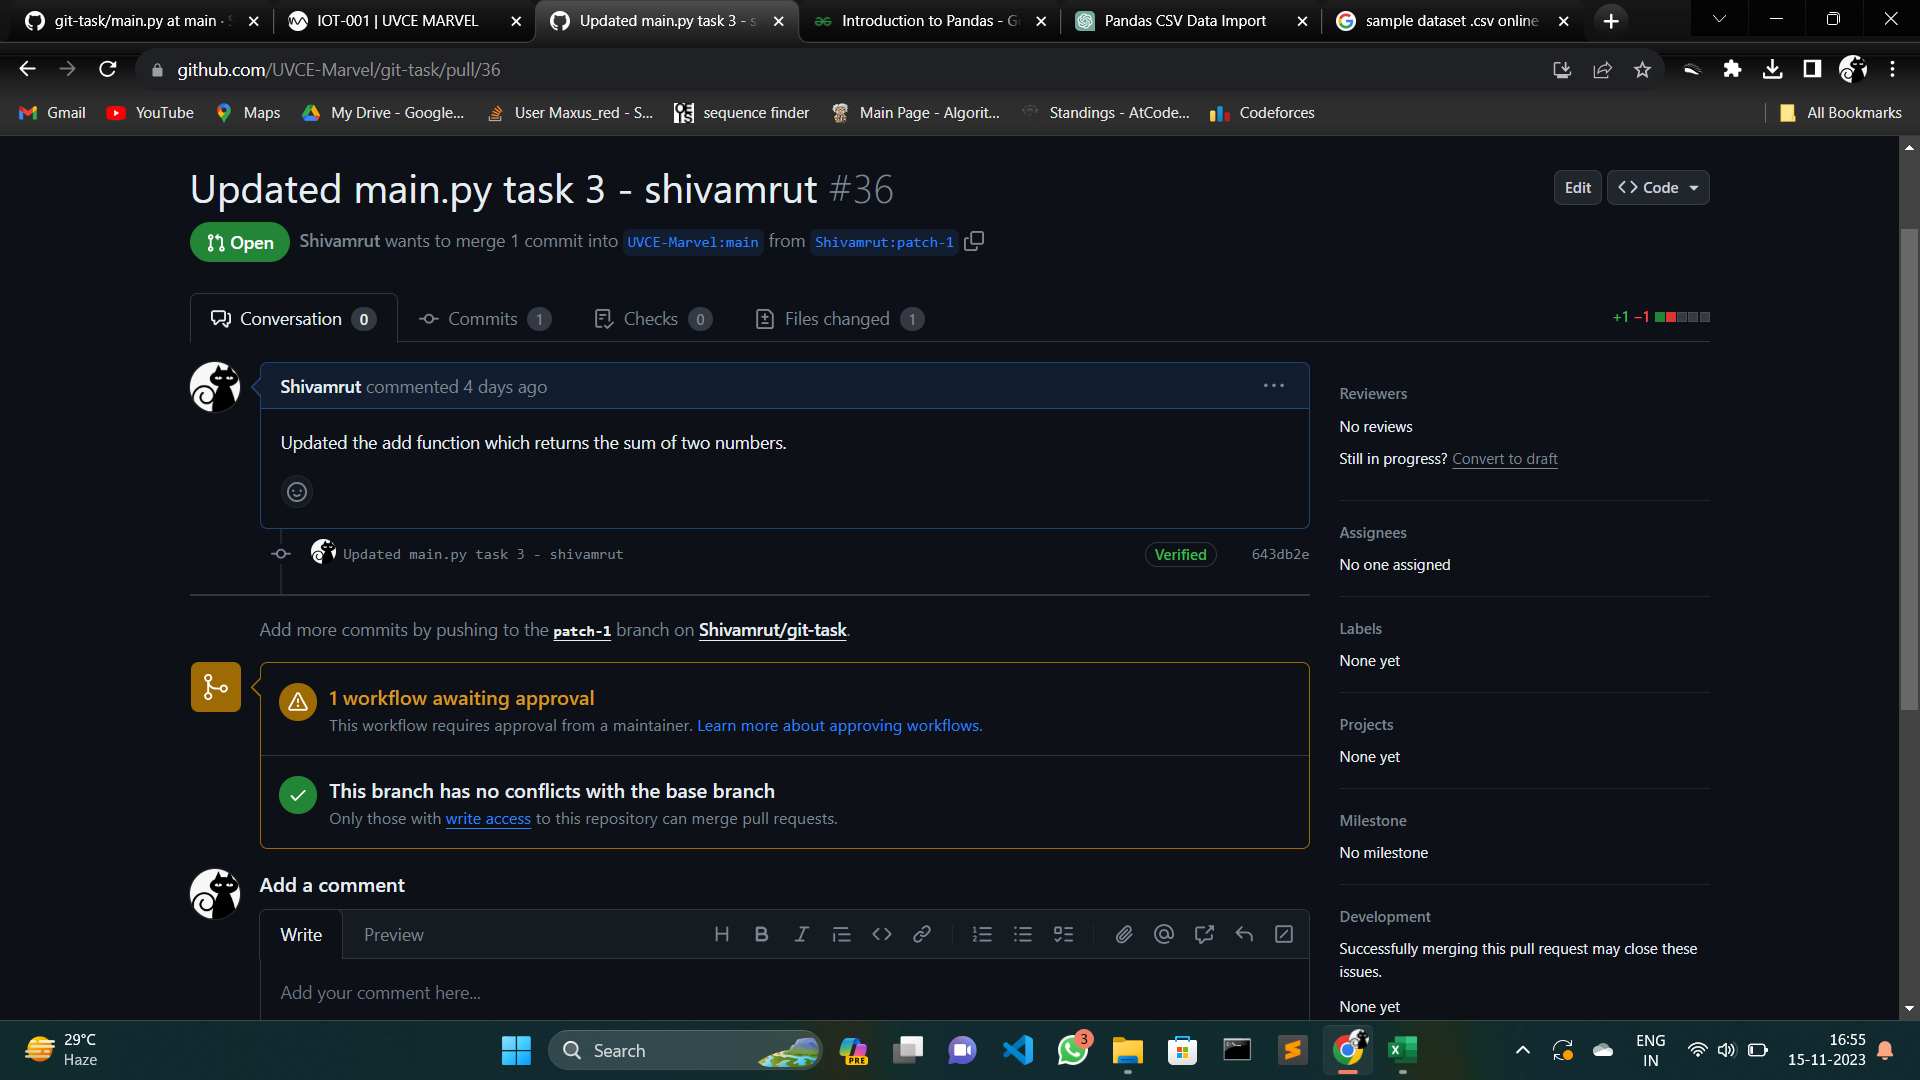 git-task/main.py at main · S
IOT-001 | UVCE MARVEL
Updated main.py task 3 - s
Introduction to Pandas - Ge
Pandas CSV Data Import
sample dataset .csv online
github.com/UVCE-Marvel/git-task/pull/36
Gmail
YouTube
Maps
My Drive - Google...
User Maxus_red - S...
sequence finder
Main Page - Algorit...
Standings - AtCode...
Codeforces
All Bookmarks
Updated main.py task 3 - shivamrut #36
Edit
<> Code
Open
Shivamrut wants to merge 1 commit into UVCE-Marvel:main from Shivamrut:patch-1
Conversation 0
Commits 1
Checks 0
Files changed 1
+1 −1
Shivamrut commented 4 days ago
Updated the add function which returns the sum of two numbers.
Updated main.py task 3 - shivamrut
Verified
643db2e
Add more commits by pushing to the patch-1 branch on Shivamrut/git-task.
1 workflow awaiting approval
This workflow requires approval from a maintainer. Learn more about approving workflows.
This branch has no conflicts with the base branch
Only those with write access to this repository can merge pull requests.
Add a comment
Write
Preview
Add your comment here...
Reviewers
No reviews
Still in progress? Convert to draft
Assignees
No one assigned
Labels
None yet
Projects
None yet
Milestone
No milestone
Development
Successfully merging this pull request may close these
issues.
None yet
29°C
Haze
Search
PRE
3
ENG
IN
16:55
15-11-2023